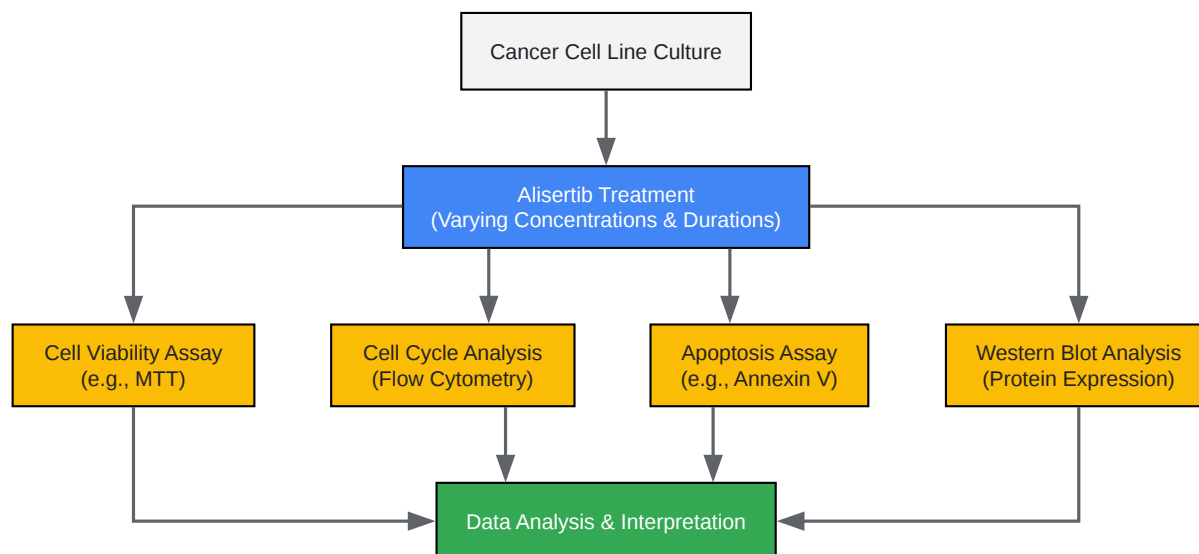 Cancer Cell Line Culture
Alisertib Treatment
(Varying Concentrations & Durations)
Cell Viability Assay
(e.g., MTT)
Cell Cycle Analysis
(Flow Cytometry)
Apoptosis Assay
(e.g., Annexin V)
Western Blot Analysis
(Protein Expression)
Data Analysis & Interpretation